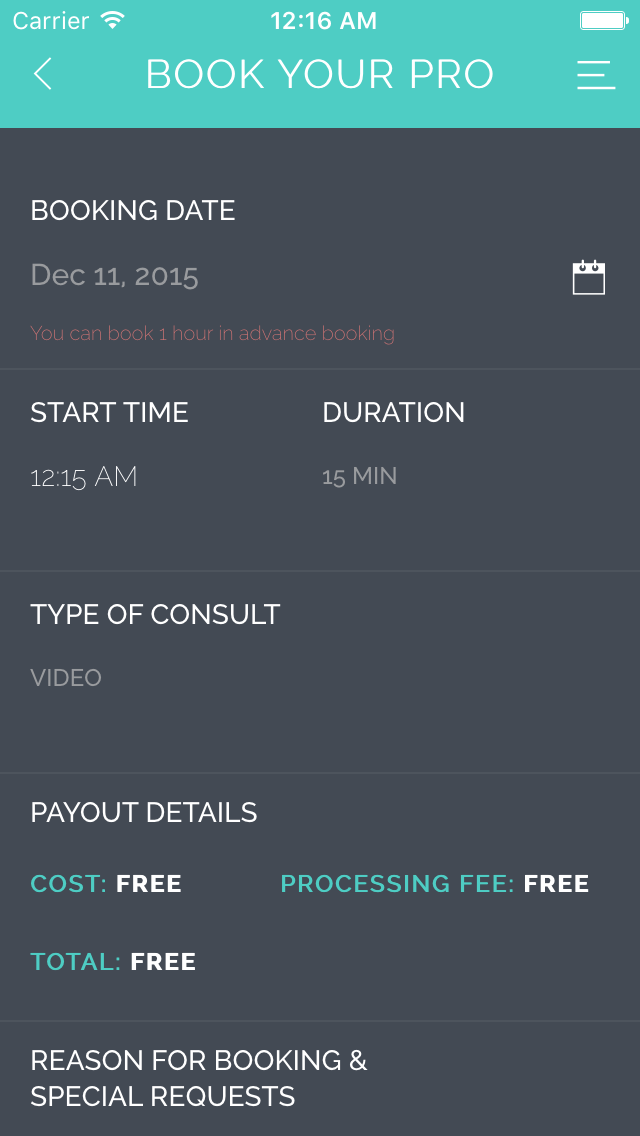 Carrier 12:16 AM
BOOK YOUR PRO
BOOKING DATE
Dec 11, 2015
You can book 1 hour in advance booking
START TIME DURATION
12:15 AM 15 MIN
TYPE OF CONSULT
VIDEO
PAYOUT DETAILS
COST: FREE PROCESSING FEE: FREE
TOTAL: FREE
REASON FOR BOOKING &
SPECIAL REQUESTS